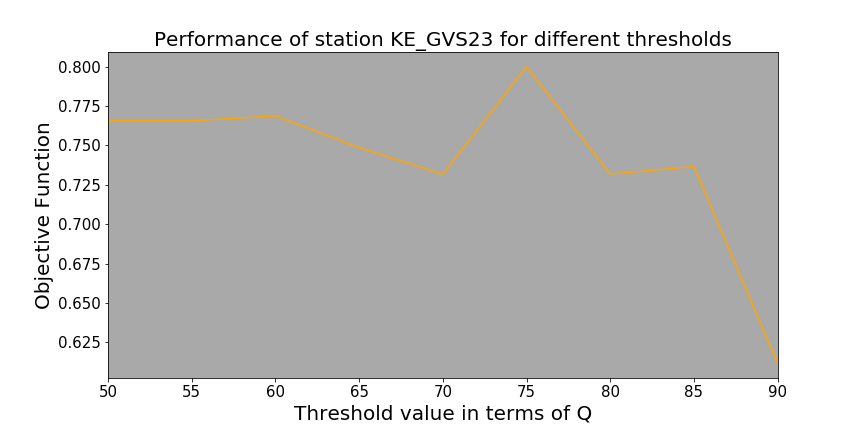 Performance of station KE_GVS23 for different thresholds
Objective Function
0.800
0.775
0.750
0.725
0.700
0.675
0.650
0.625
50 55 60 65 70 75 80 85 90
Threshold value in terms of Q